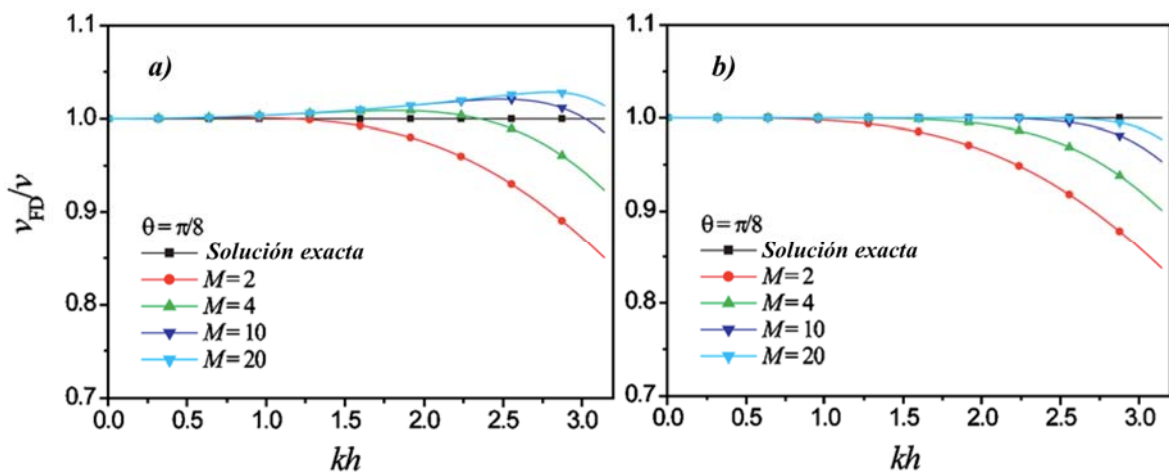 a)
1.1
1.0
0.9
0.8
0.7
v_FD/v
θ=π/8
Solución exacta
M=2
M=4
M=10
M=20
0.0 0.5 1.0 1.5 2.0 2.5 3.0
kh
b)
1.1
1.0
0.9
0.8
0.7
θ=π/8
Solución exacta
M=2
M=4
M=10
M=20
0.0 0.5 1.0 1.5 2.0 2.5 3.0
kh